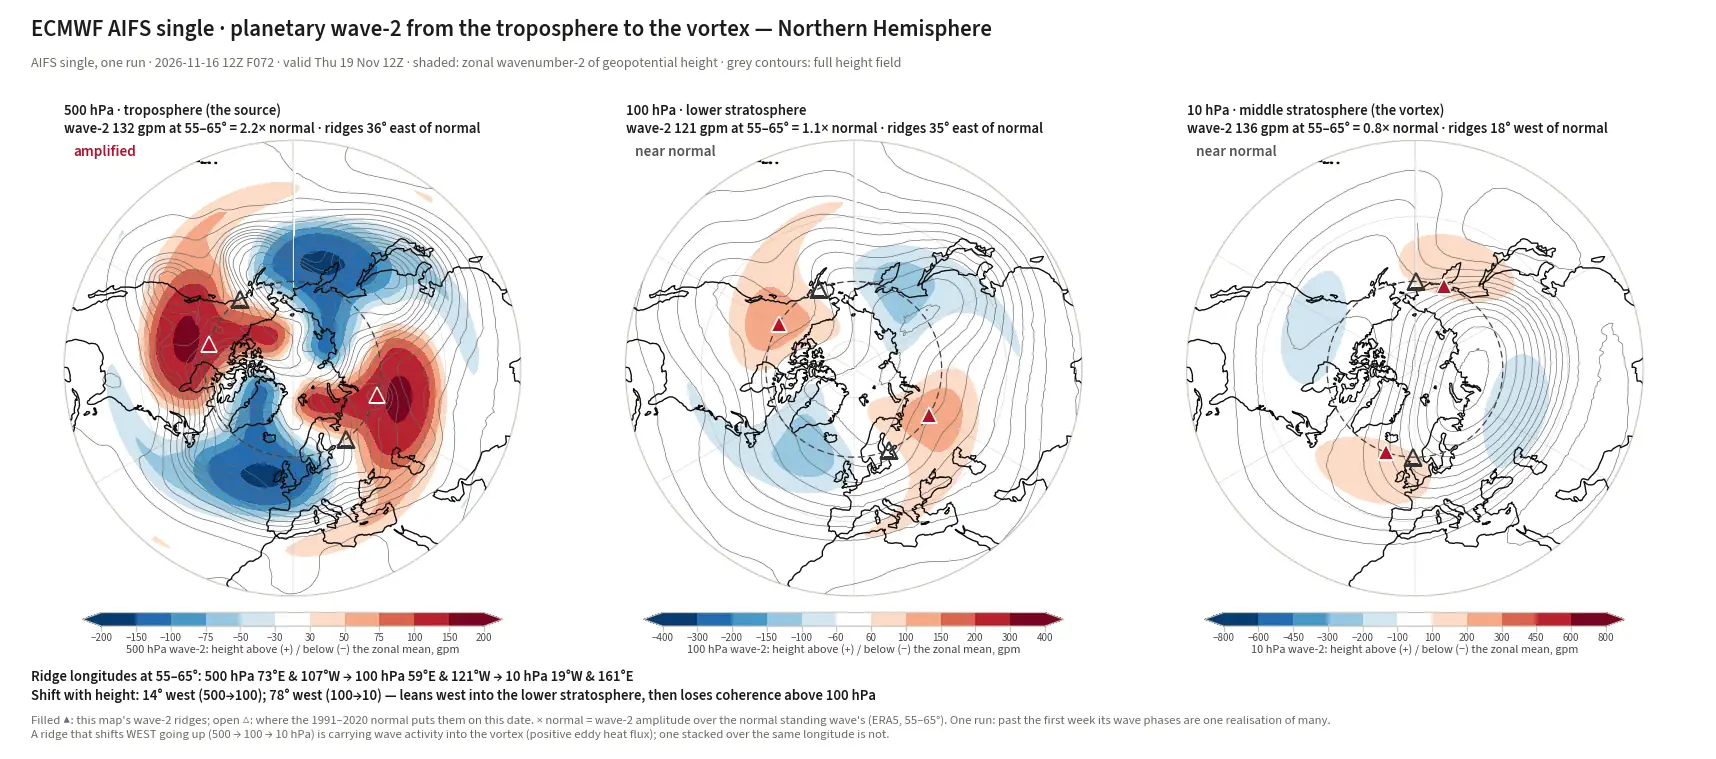 ECMWF AIFS single · planetary wave-2 from the troposphere to the vortex — Northern Hemisphere
AIFS single, one run · 2026-11-16 12Z F072 · valid Thu 19 Nov 12Z · shaded: zonal wavenumber-2 of geopotential height · grey contours: full height field
500 hPa · troposphere (the source)
wave-2 132 gpm at 55–65° = 2.2× normal · ridges 36° east of normal
amplified
100 hPa · lower stratosphere
wave-2 121 gpm at 55–65° = 1.1× normal · ridges 35° east of normal
near normal
10 hPa · middle stratosphere (the vortex)
wave-2 136 gpm at 55–65° = 0.8× normal · ridges 18° west of normal
near normal
−200 −150 −100 −75 −50 −30 30 50 75 100 150 200
500 hPa wave-2: height above (+) / below (−) the zonal mean, gpm
−400 −300 −200 −150 −100 −60 60 100 150 200 300 400
100 hPa wave-2: height above (+) / below (−) the zonal mean, gpm
−800 −600 −450 −300 −200 −100 100 200 300 450 600 800
10 hPa wave-2: height above (+) / below (−) the zonal mean, gpm
Ridge longitudes at 55–65°: 500 hPa 73°E & 107°W → 100 hPa 59°E & 121°W → 10 hPa 19°W & 161°E
Shift with height: 14° west (500→100); 78° west (100→10) — leans west into the lower stratosphere, then loses coherence above 100 hPa
Filled ▲: this map's wave-2 ridges; open △: where the 1991–2020 normal puts them on this date. × normal = wave-2 amplitude over the normal standing wave's (ERA5, 55–65°). One run: past the first week its wave phases are one realisation of many.
A ridge that shifts WEST going up (500 → 100 → 10 hPa) is carrying wave activity into the vortex (positive eddy heat flux); one stacked over the same longitude is not.